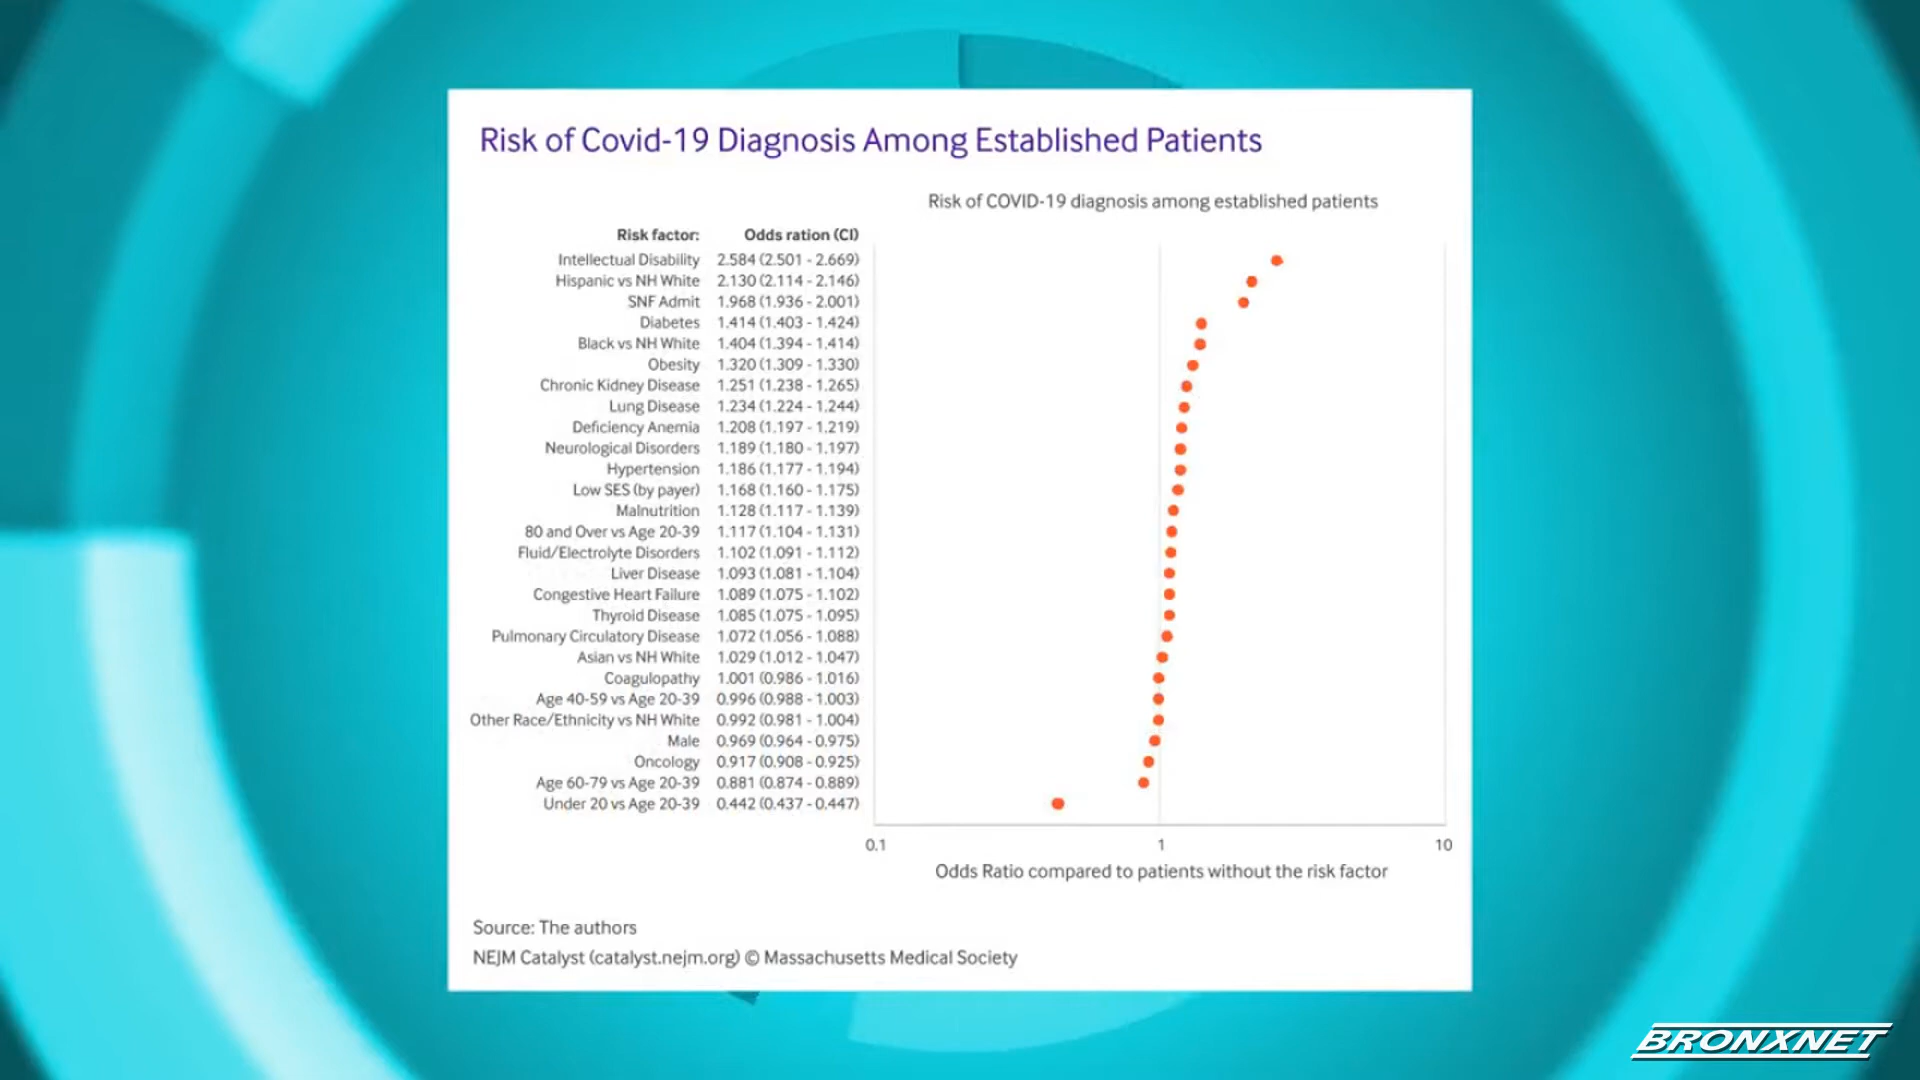 Risk of Covid-19 Diagnosis Among Established Patients
Risk of COVID-19 diagnosis among established patients
Risk factor: Odds ration (CI)
Intellectual Disability 2.584 (2.501 - 2.669)
Hispanic vs NH White 2.130 (2.114 - 2.146)
SNF Admit 1.968 (1.936 - 2.001)
Diabetes 1.414 (1.403 - 1.424)
Black vs NH White 1.404 (1.394 - 1.414)
Obesity 1.320 (1.309 - 1.330)
Chronic Kidney Disease 1.251 (1.238 - 1.265)
Lung Disease 1.234 (1.224 - 1.244)
Deficiency Anemia 1.208 (1.197 - 1.219)
Neurological Disorders 1.189 (1.180 - 1.197)
Hypertension 1.186 (1.177 - 1.194)
Low SES (by payer) 1.168 (1.160 - 1.175)
Malnutrition 1.128 (1.117 - 1.139)
80 and Over vs Age 20-39 1.117 (1.104 - 1.131)
Fluid/Electrolyte Disorders 1.102 (1.091 - 1.112)
Liver Disease 1.093 (1.081 - 1.104)
Congestive Heart Failure 1.089 (1.075 - 1.102)
Thyroid Disease 1.085 (1.075 - 1.095)
Pulmonary Circulatory Disease 1.072 (1.056 - 1.088)
Asian vs NH White 1.029 (1.012 - 1.047)
Coagulopathy 1.001 (0.986 - 1.016)
Age 40-59 vs Age 20-39 0.996 (0.988 - 1.003)
Other Race/Ethnicity vs NH White 0.992 (0.981 - 1.004)
Male 0.969 (0.964 - 0.975)
Oncology 0.917 (0.908 - 0.925)
Age 60-79 vs Age 20-39 0.881 (0.874 - 0.889)
Under 20 vs Age 20-39 0.442 (0.437 - 0.447)
0.1 1 10
Odds Ratio compared to patients without the risk factor
Source: The authors
NEJM Catalyst (catalyst.nejm.org) © Massachusetts Medical Society
BRONXNET